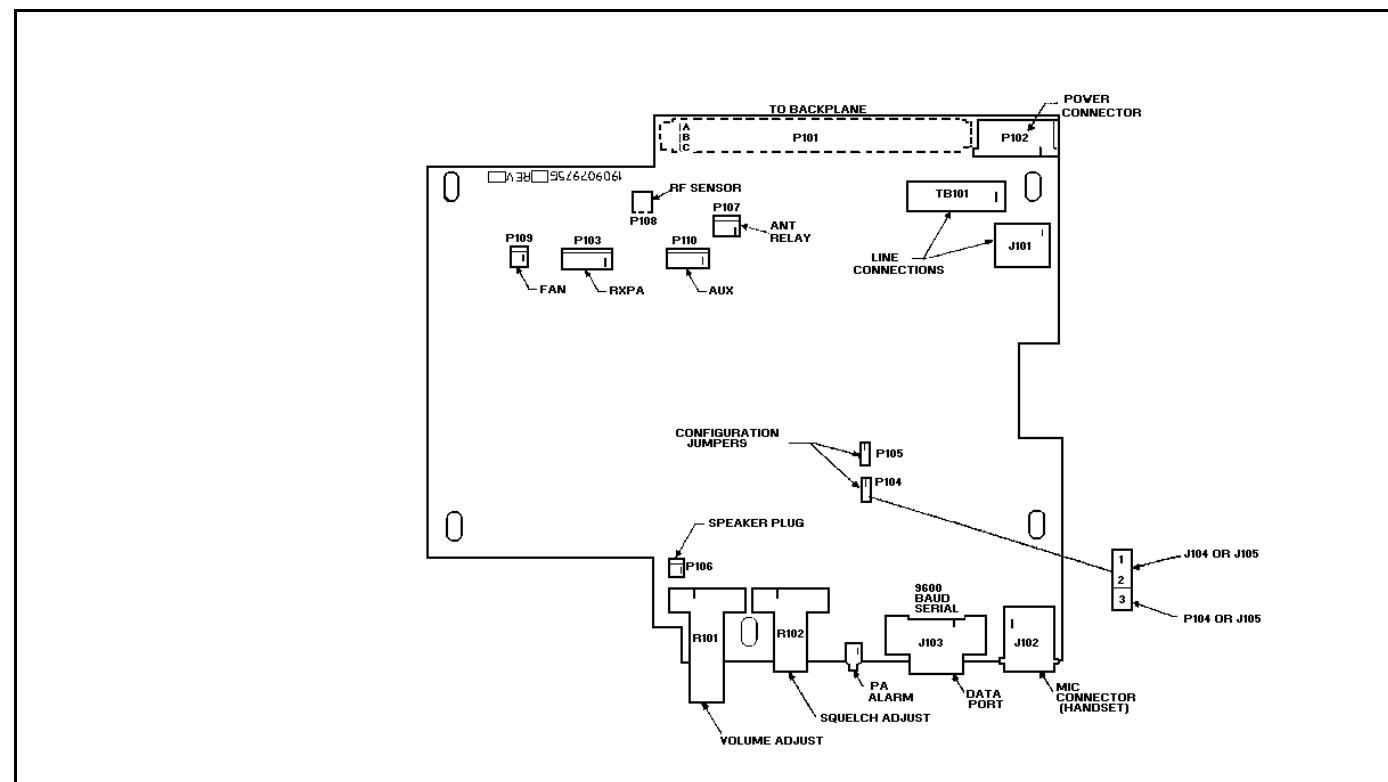 TO BACKPLANE
POWER
CONNECTOR
A
B
C
P101
P102
19D907975G REV
RF SENSOR
P108
P107
ANT
RELAY
TB101
J101
LINE
CONNECTIONS
P109
P103
P110
FAN
RXPA
AUX
CONFIGURATION
JUMPERS
P105
P104
SPEAKER PLUG
P106
1
2
3
J104 OR J105
P104 OR J105
9600
BAUD
SERIAL
R101
R102
J103
J102
PA
ALARM
DATA
PORT
MIC
CONNECTOR
(HANDSET)
SQUELCH ADJUST
VOLUME ADJUST